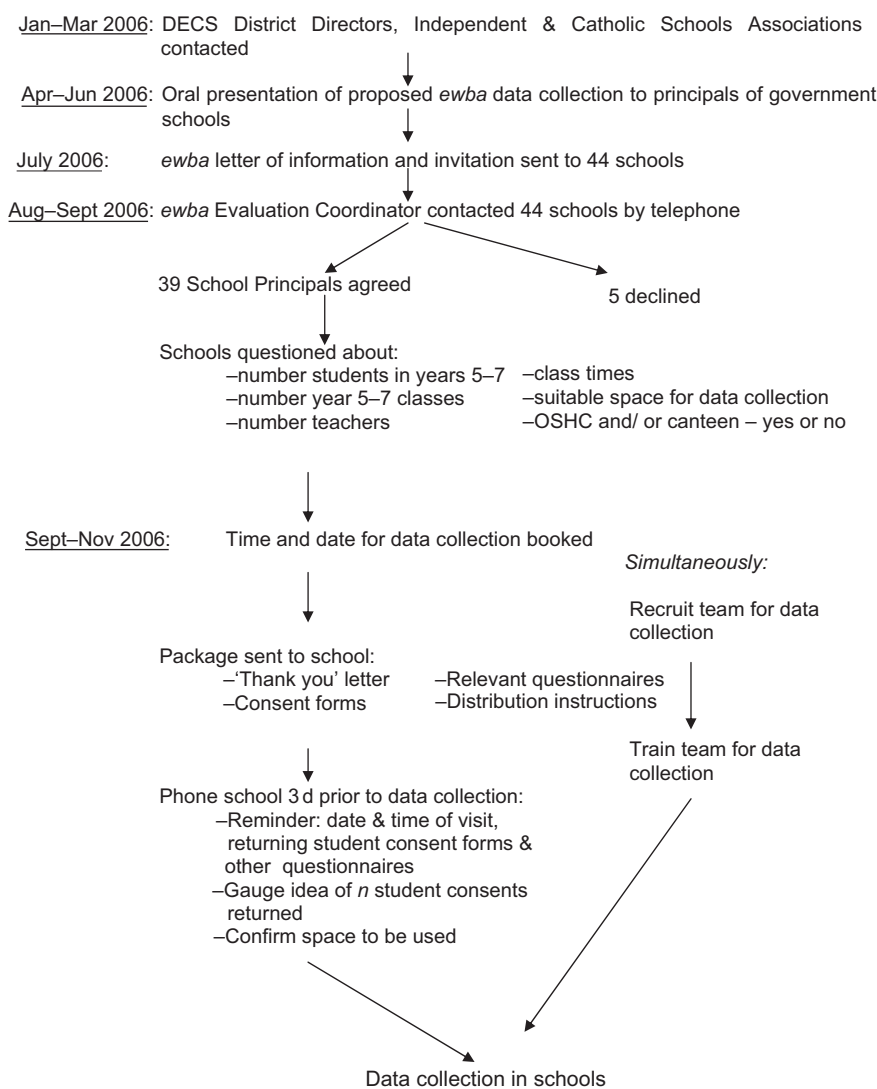 Jan–Mar 2006: DECS District Directors, Independent & Catholic Schools Associations
contacted
Apr–Jun 2006: Oral presentation of proposed ewba data collection to principals of government
schools
July 2006: ewba letter of information and invitation sent to 44 schools
Aug–Sept 2006: ewba Evaluation Coordinator contacted 44 schools by telephone
39 School Principals agreed
5 declined
Schools questioned about:
–number students in years 5–7 –class times
–number year 5–7 classes –suitable space for data collection
–number teachers –OSHC and/ or canteen – yes or no
Sept–Nov 2006: Time and date for data collection booked
Simultaneously:
Recruit team for data
collection
Package sent to school:
–‘Thank you’ letter –Relevant questionnaires
–Consent forms –Distribution instructions
Train team for data
collection
Phone school 3 d prior to data collection:
–Reminder: date & time of visit,
returning student consent forms &
other questionnaires
–Gauge idea of n student consents
returned
–Confirm space to be used
Data collection in schools